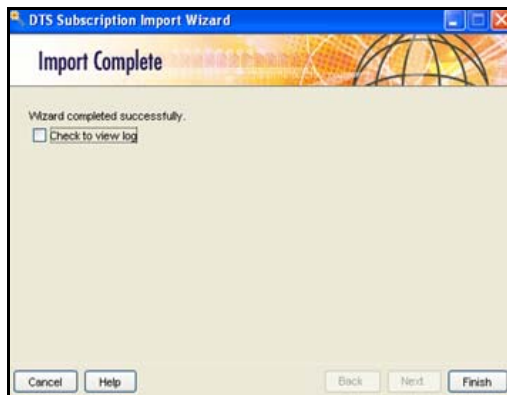 DTS Subscription Import Wizard
Import Complete
Wizard completed successfully.
Check to view log
Cancel Help Back Next Finish